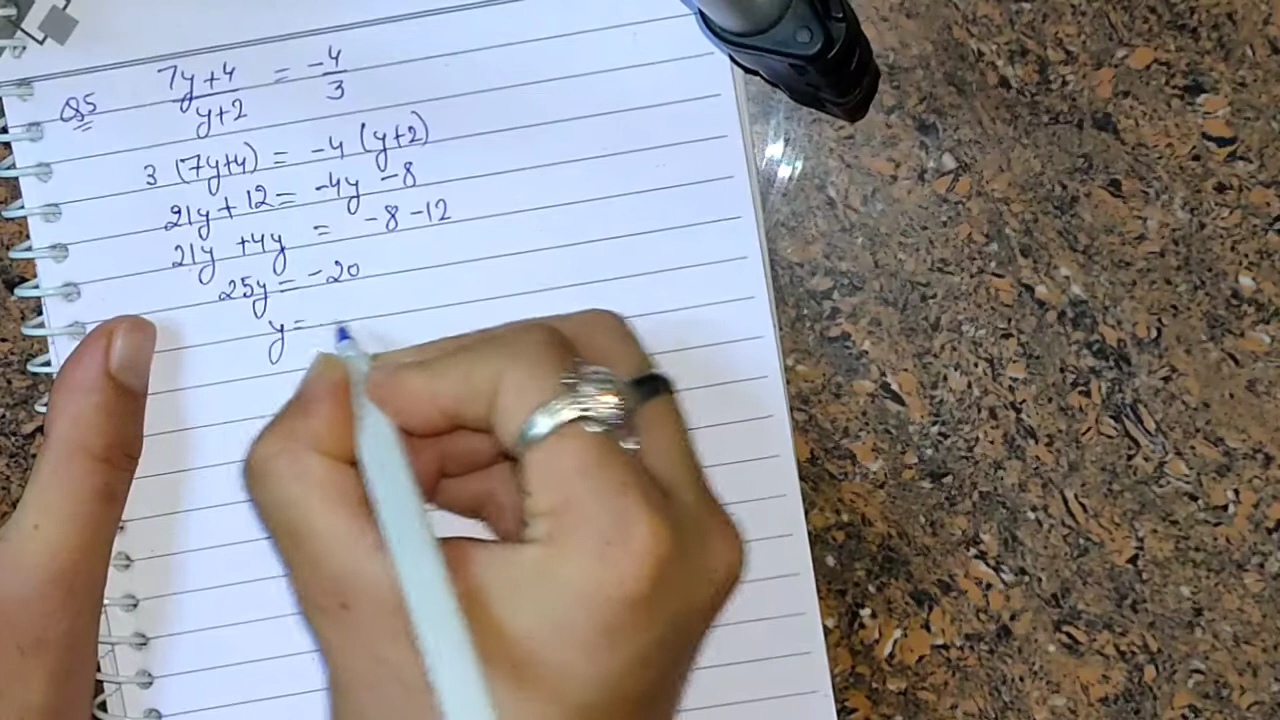 Q5 (7y+4)/(y+2) = -4/3
3 (7y+4) = -4 (y+2)
21y + 12 = -4y -8
21y +4y = -8 -12
25y = -20
y =